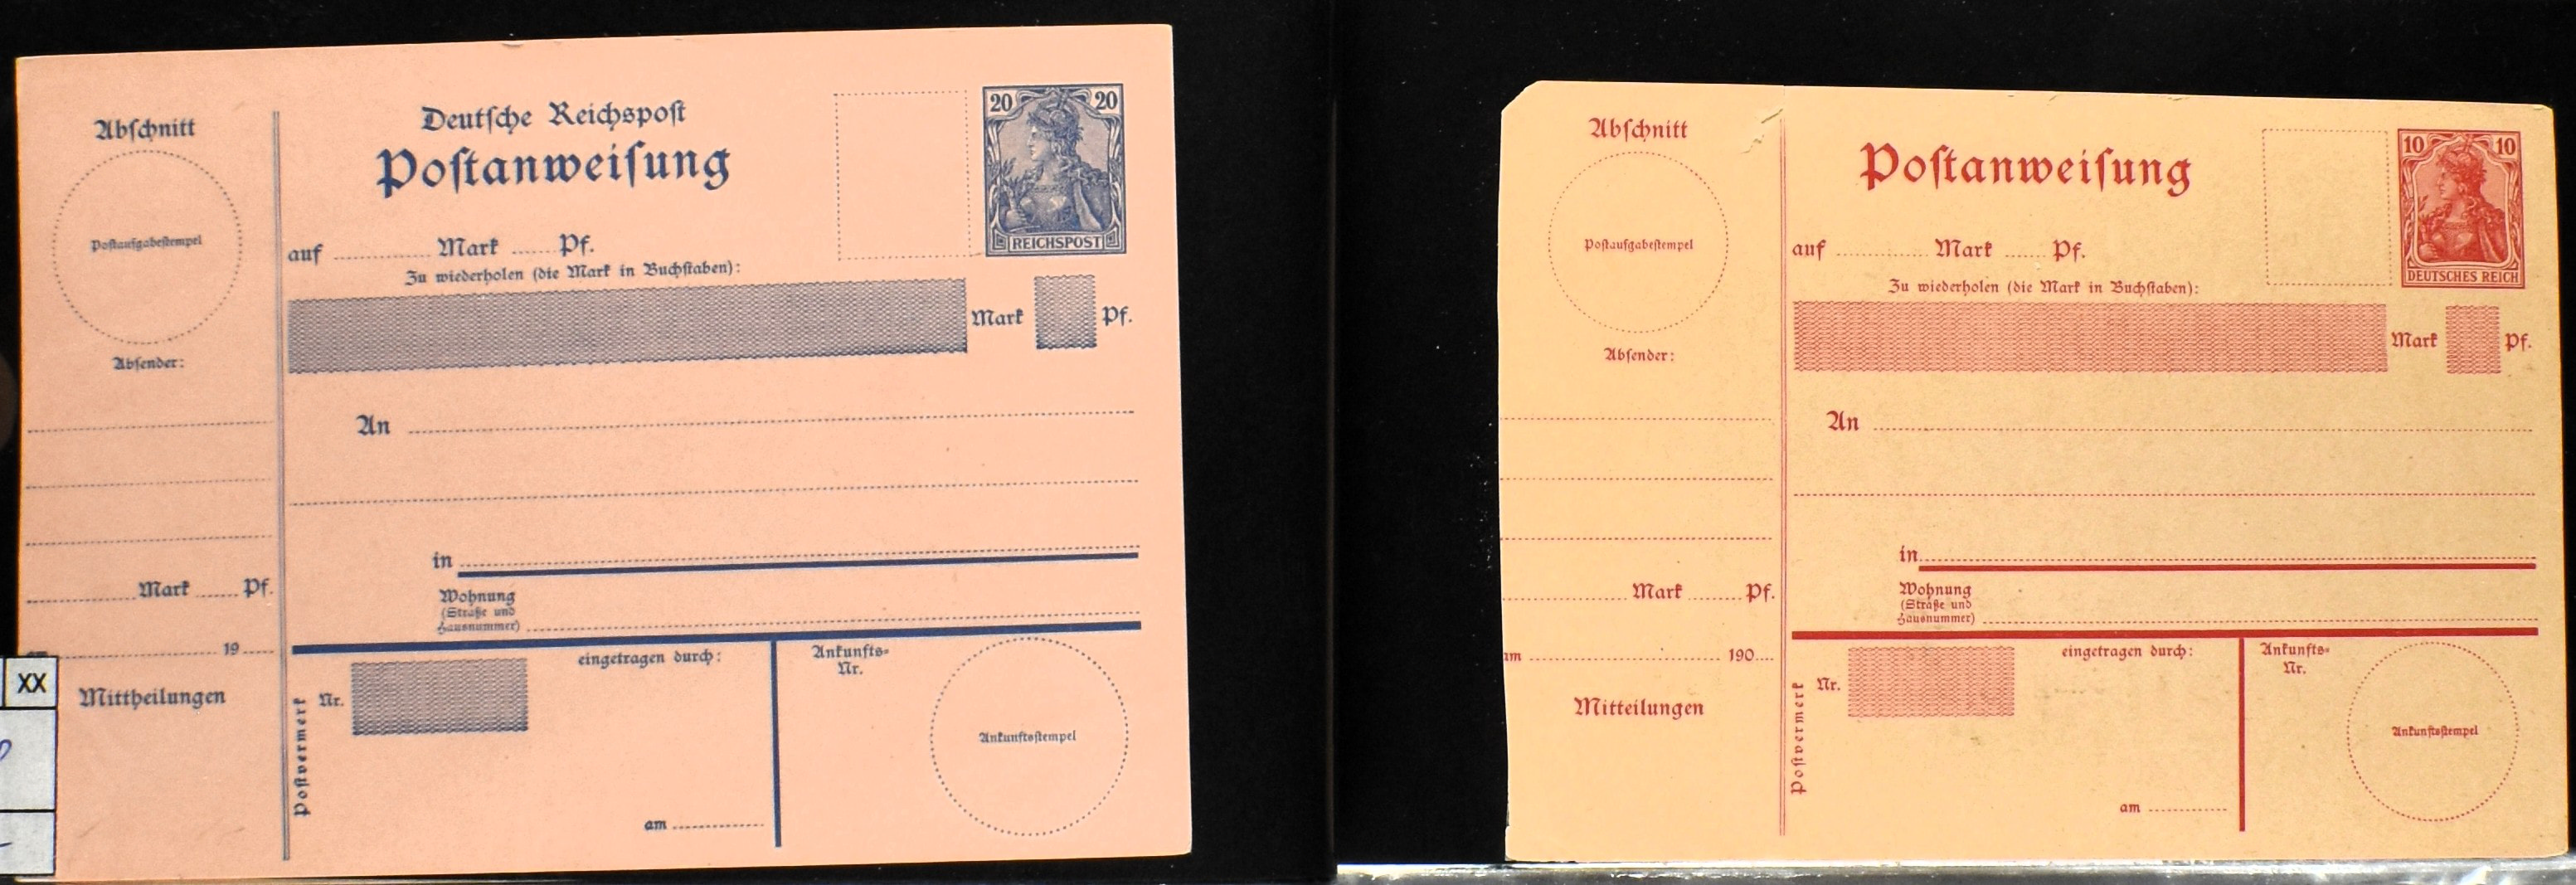 Abschnitt
Postaufgabestempel
Absender:
Mark Pf.
19
Mittheilungen
XX
Deutsche Reichspost
Postanweisung
20 20
REICHSPOST
auf Mark Pf.
Zu wiederholen (die Mark in Buchstaben):
Mark Pf.
An
in
Wohnung
(Straße und
Hausnummer)
Postvermerk
Nr.
eingetragen durch:
am
Ankunfts-
Nr.
Ankunftsstempel
Abschnitt
Postaufgabestempel
Absender:
Mark Pf.
am 190
Mitteilungen
Postanweisung
10 10
DEUTSCHES REICH
auf Mark Pf.
Zu wiederholen (die Mark in Buchstaben):
Mark Pf.
An
in
Wohnung
(Straße und
Hausnummer)
Postvermerk
Nr.
eingetragen durch:
am
Ankunfts-
Nr.
Ankunftsstempel